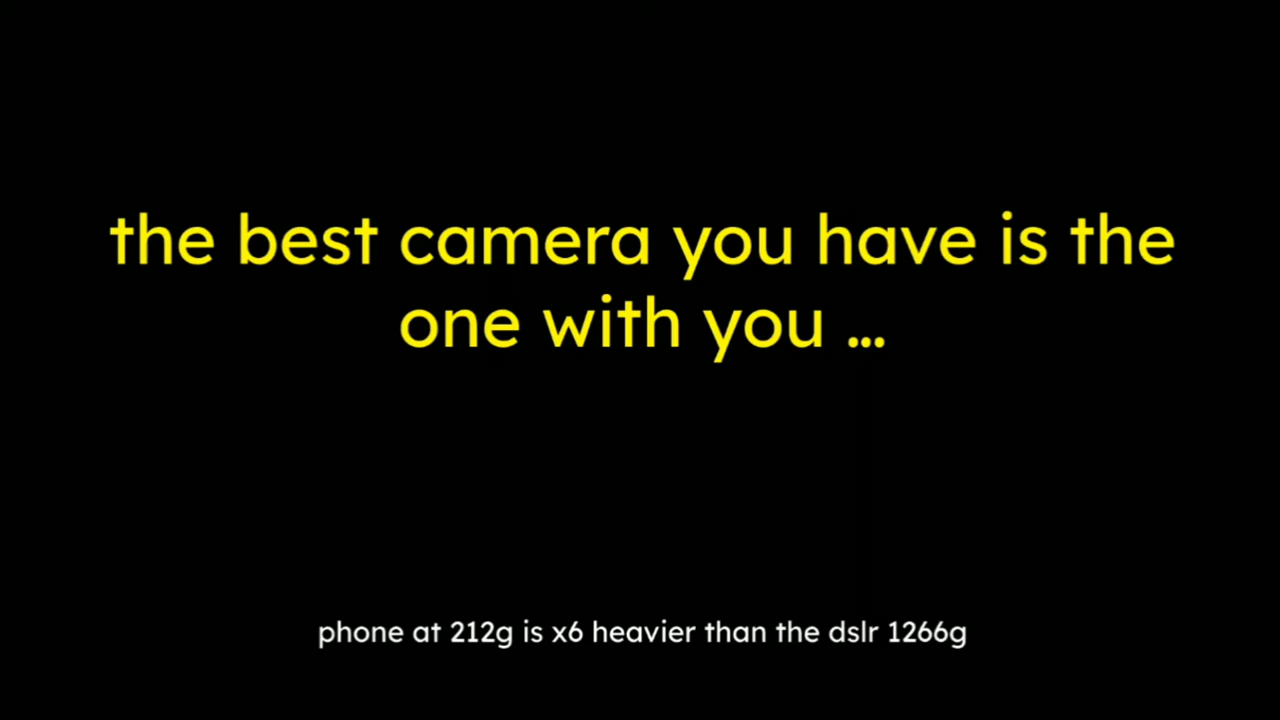 the best camera you have is the
one with you ...
phone at 212g is x6 heavier than the dslr 1266g